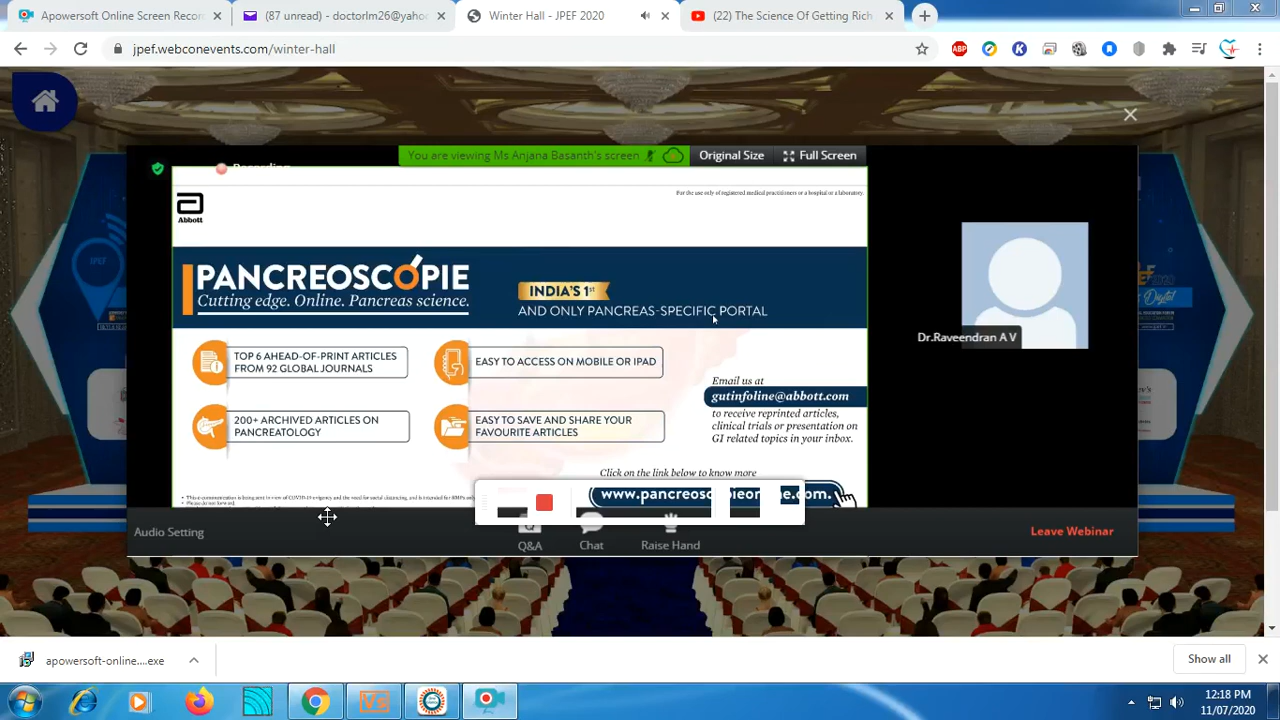 Apowersoft Online Screen Recor
(87 unread) - doctorlm26@yahoo
Winter Hall - JPEF 2020
(22) The Science Of Getting Rich
jpef.webconevents.com/winter-hall
You are viewing Ms Anjana Basanth's screen
Original Size
Full Screen
Recording
For the use only of registered medical practitioners or a hospital or a laboratory.
Abbott
PANCREOSCOPIE
Cutting edge. Online. Pancreas science.
INDIA'S 1st
AND ONLY PANCREAS-SPECIFIC PORTAL
TOP 6 AHEAD-OF-PRINT ARTICLES
FROM 92 GLOBAL JOURNALS
EASY TO ACCESS ON MOBILE OR IPAD
200+ ARCHIVED ARTICLES ON
PANCREATOLOGY
EASY TO SAVE AND SHARE YOUR
FAVOURITE ARTICLES
Email us at
gutinfoline@abbott.com
to receive reprinted articles,
clinical trials or presentation on
GI related topics in your inbox.
Click on the link below to know more
Dr.Raveendran A V
Audio Setting
Q&A
Chat
Raise Hand
Leave Webinar
apowersoft-online....exe
Show all
12:18 PM
11/07/2020